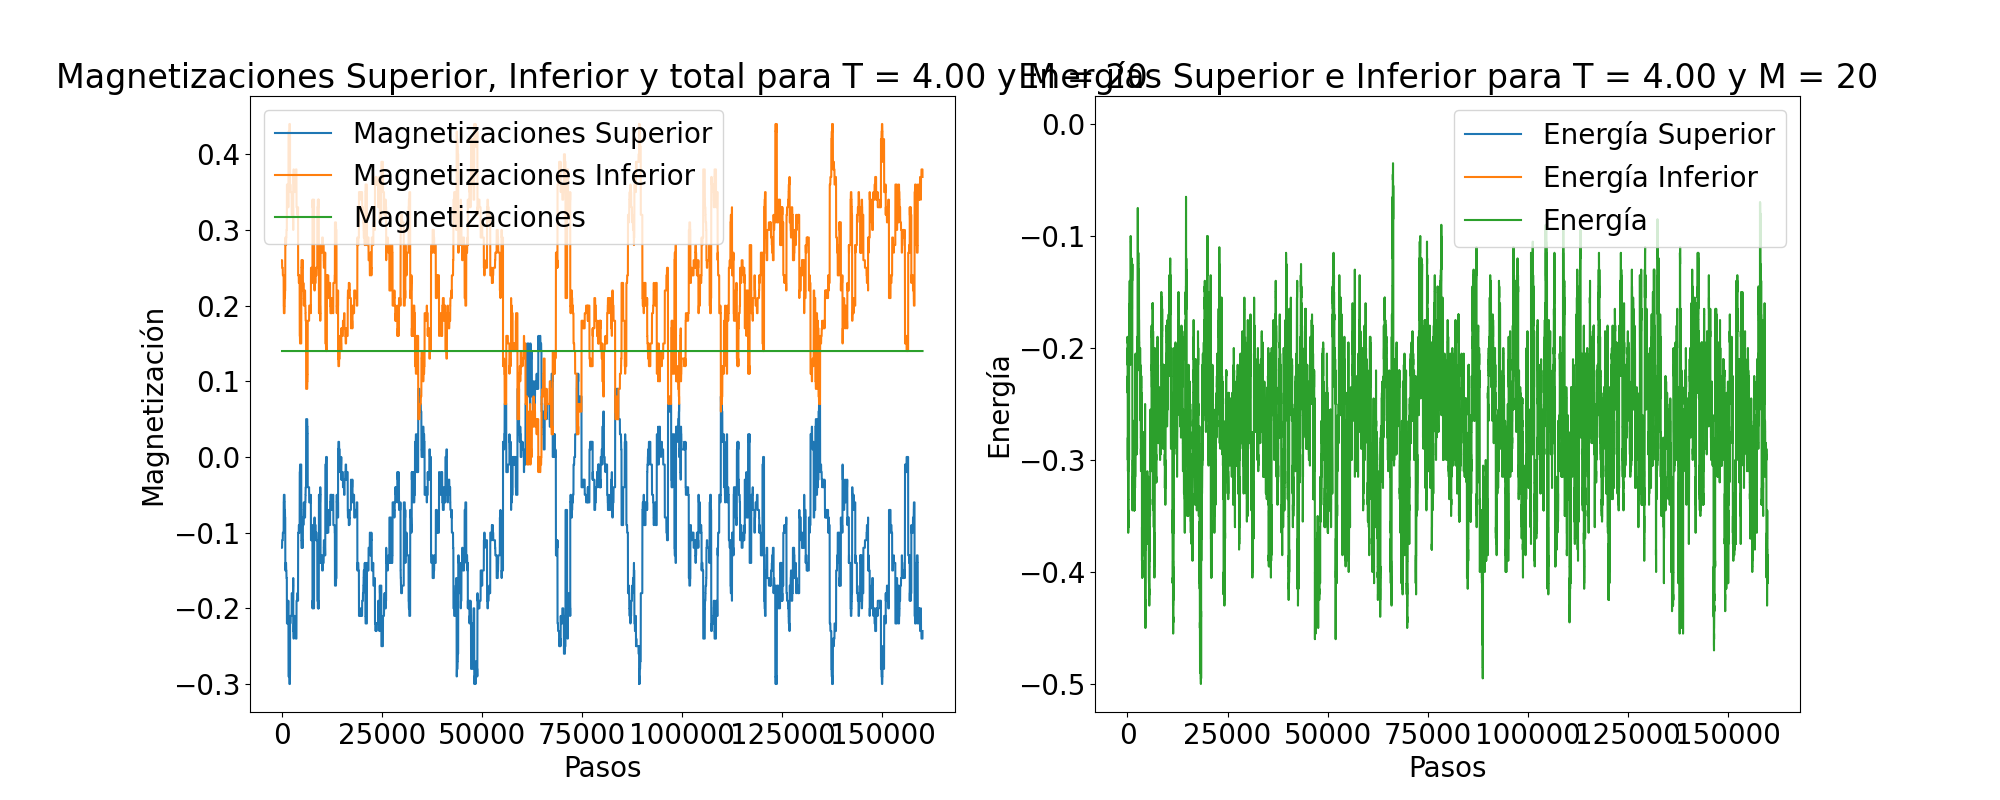 Magnetizaciones Superior, Inferior y total para T = 4.00 y M = 20
Energías Superior e Inferior para T = 4.00 y M = 20
Magnetizaciones Superior
Magnetizaciones Inferior
Magnetizaciones
Magnetización
0.4
0.3
0.2
0.1
0.0
−0.1
−0.2
−0.3
0 25000 50000 75000 100000 125000 150000
Pasos
Energía Superior
Energía Inferior
Energía
Energía
0.0
−0.1
−0.2
−0.3
−0.4
−0.5
0 25000 50000 75000 100000 125000 150000
Pasos